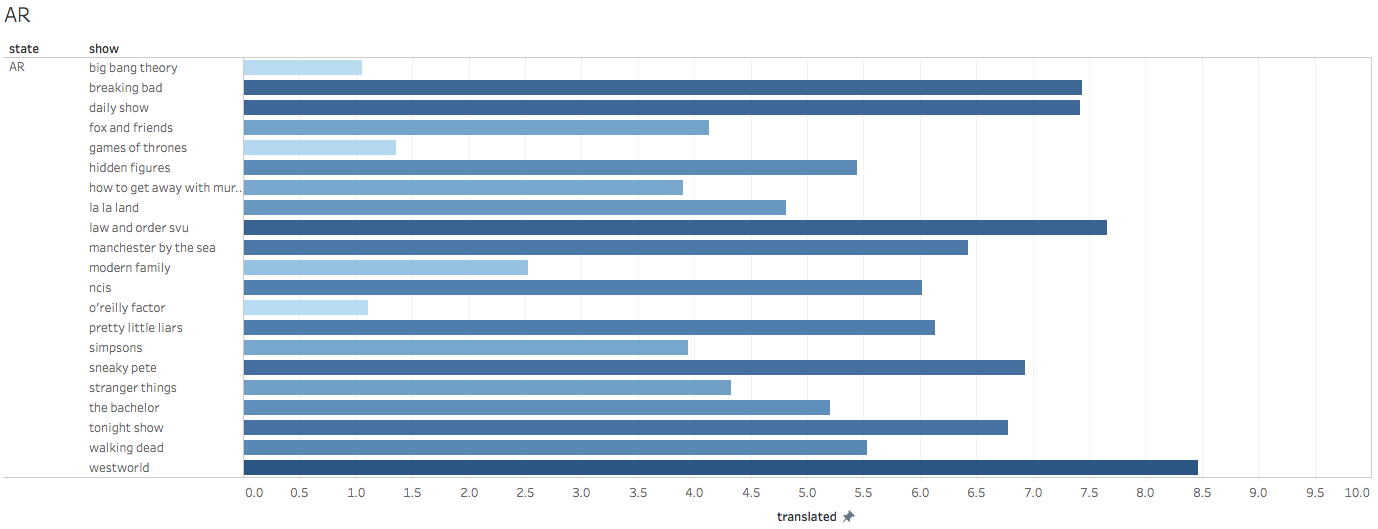 AR
state show
AR big bang theory
breaking bad
daily show
fox and friends
games of thrones
hidden figures
how to get away with mur..
la la land
law and order svu
manchester by the sea
modern family
ncis
o'reilly factor
pretty little liars
simpsons
sneaky pete
stranger things
the bachelor
tonight show
walking dead
westworld
0.0 0.5 1.0 1.5 2.0 2.5 3.0 3.5 4.0 4.5 5.0 5.5 6.0 6.5 7.0 7.5 8.0 8.5 9.0 9.5 10.0
translated